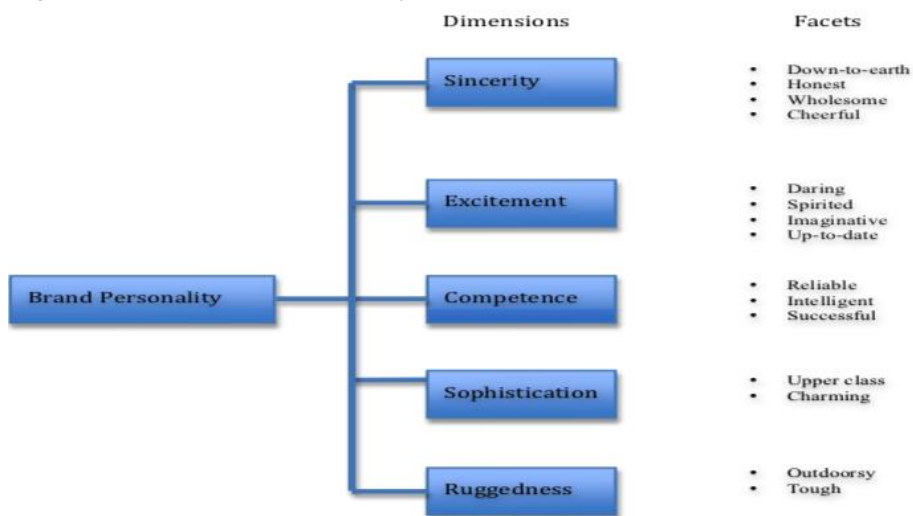 Dimensions Facets
Sincerity
• Down-to-earth
• Honest
• Wholesome
• Cheerful
Excitement
• Daring
• Spirited
• Imaginative
• Up-to-date
Brand Personality
Competence
• Reliable
• Intelligent
• Successful
Sophistication
• Upper class
• Charming
Ruggedness
• Outdoorsy
• Tough